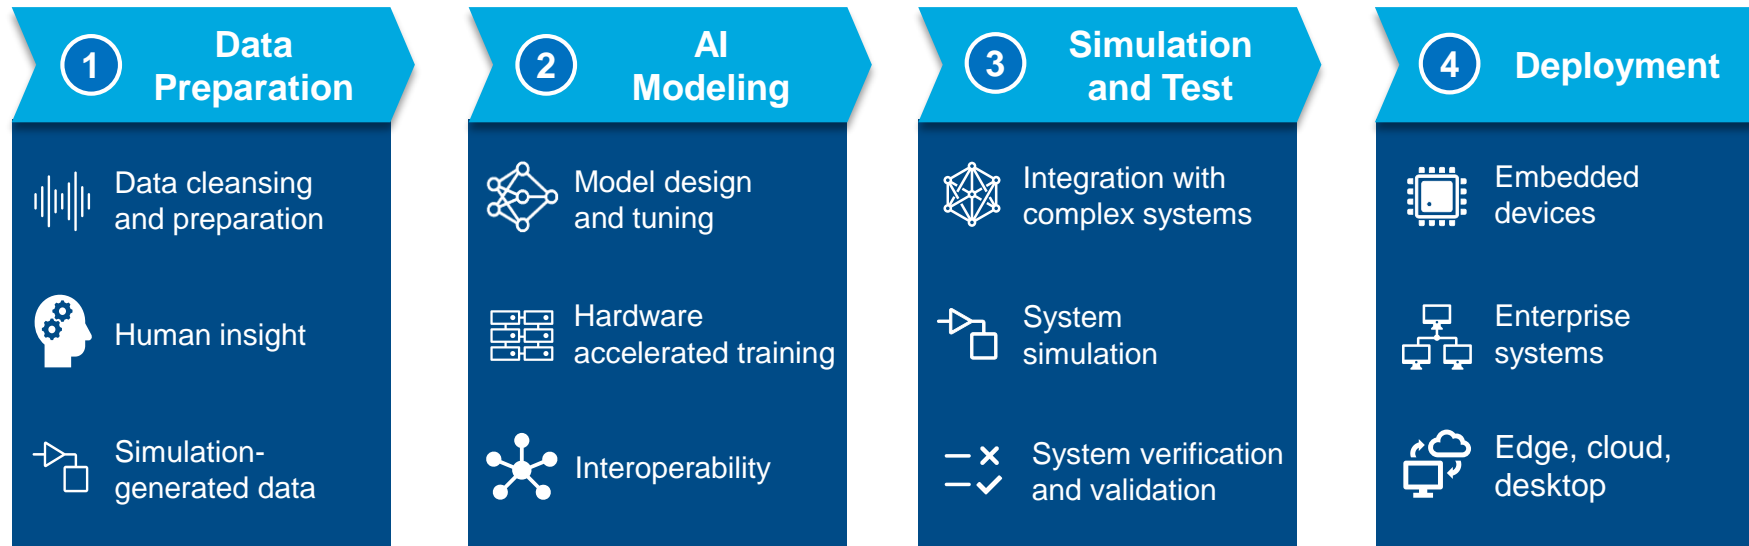 1
Data
Preparation
Data cleansing
and preparation
Human insight
Simulation-
generated data
2
AI
Modeling
Model design
and tuning
Hardware
accelerated training
Interoperability
3
Simulation
and Test
Integration with
complex systems
System
simulation
System verification
and validation
4
Deployment
Embedded
devices
Enterprise
systems
Edge, cloud,
desktop